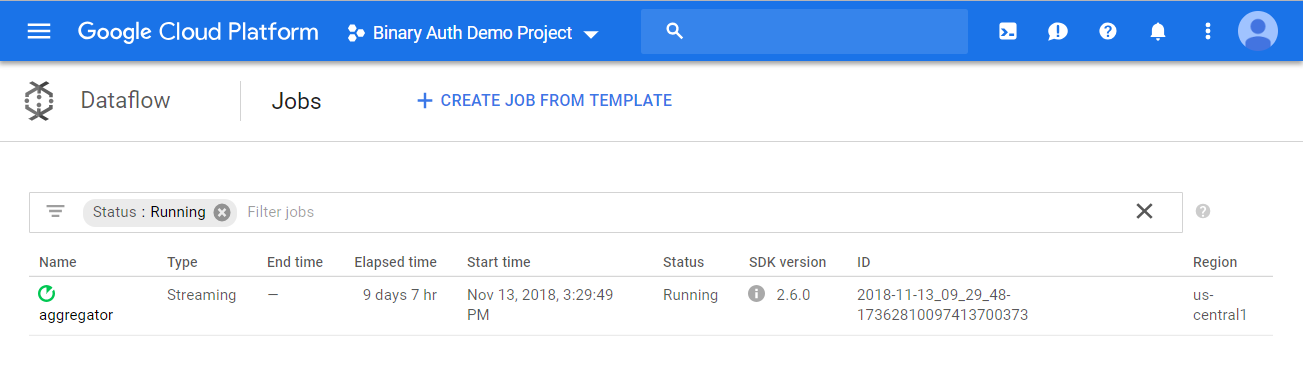 Google Cloud Platform Binary Auth Demo Project
Dataflow Jobs + CREATE JOB FROM TEMPLATE
Status : Running Filter jobs
Name Type End time Elapsed time Start time Status SDK version ID Region
Streaming — 9 days 7 hr Nov 13, 2018, 3:29:49 Running 2.6.0 2018-11-13_09_29_48- us-
aggregator PM 17362810097413700373 central1